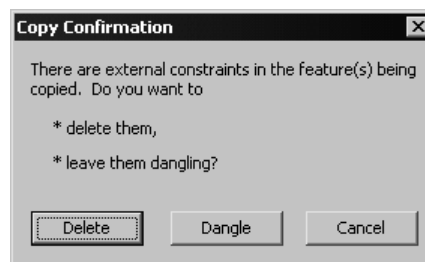 Copy Confirmation
There are external constraints in the feature(s) being
copied. Do you want to
* delete them,
* leave them dangling?
Delete Dangle Cancel